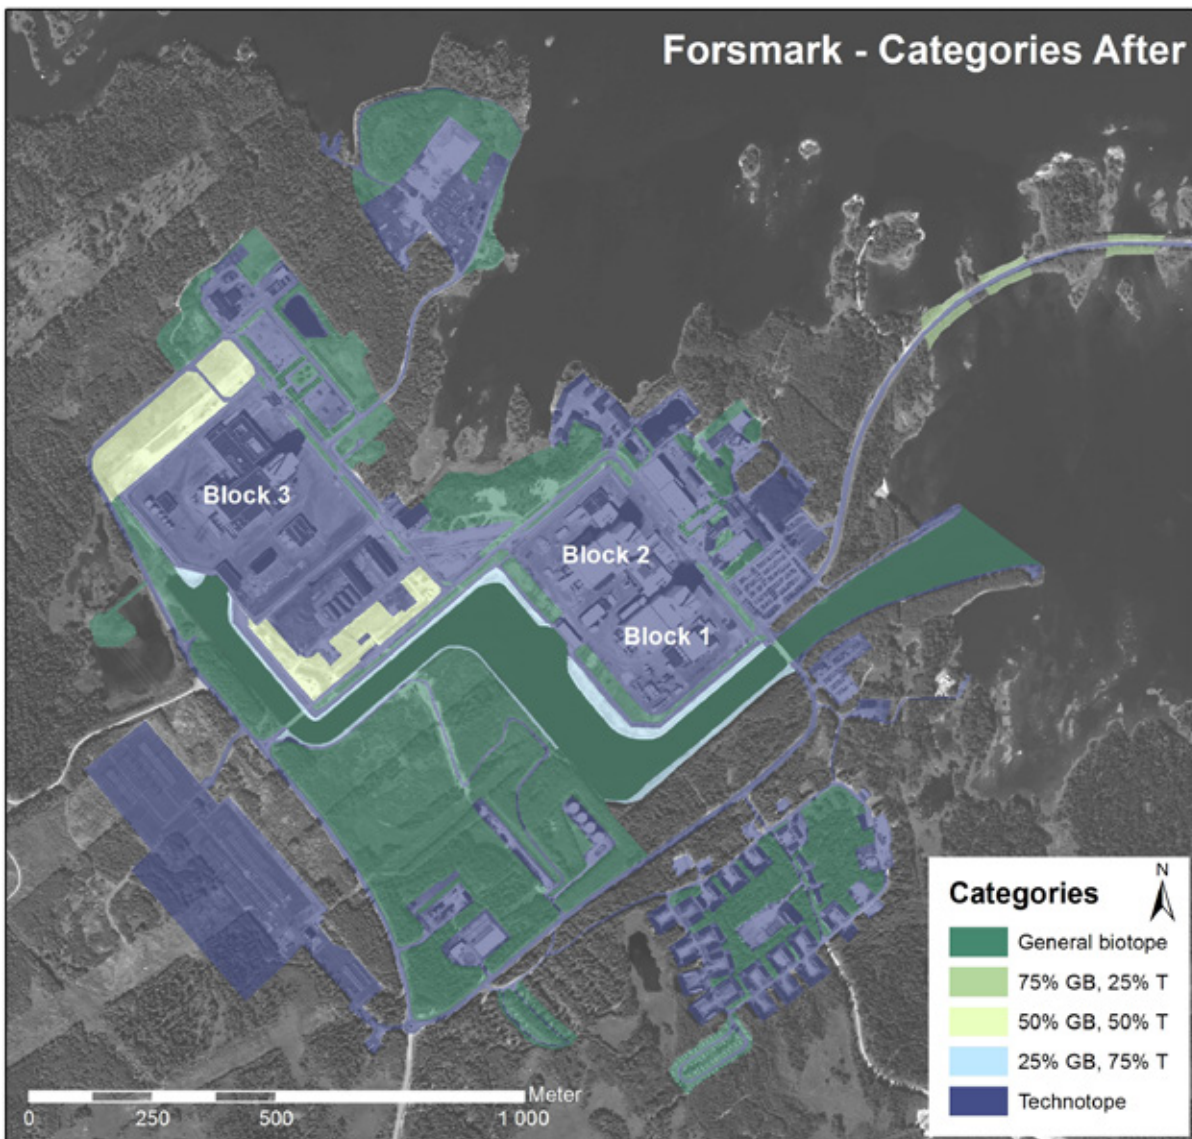 Forsmark - Categories After
Block 3
Block 2
Block 1
Categories
N
General biotope
75% GB, 25% T
50% GB, 50% T
25% GB, 75% T
Technotope
Meter
0 250 500 1 000